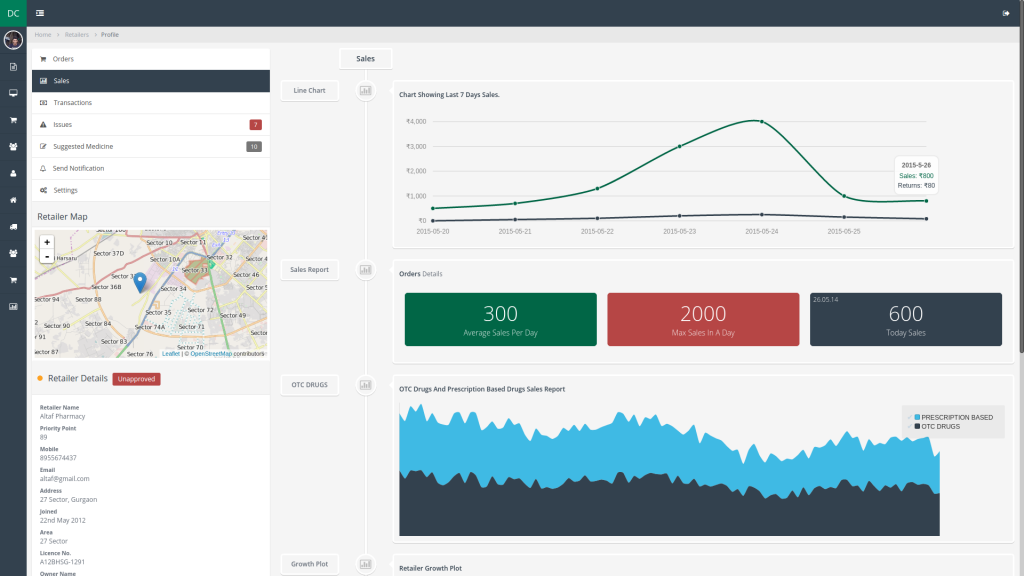 DC
Home > Retailers > Profile
Orders
Sales
Transactions
Issues 7
Suggested Medicine 10
Send Notification
Settings
Retailer Map
+
-
Sector 10 Sector 11
Sector 37D
Harsaru
Sector 10A
Sector 32
Sector 13
Sector 46
Sector 3
Sector 36B
Sector 34
Sector 5
Sector 94 Sector 88
Sector 35
Sector 72
Sector 49
Sector 90 Sector 84
Sector 74A Sector 71
r 91
Sector 83
Sector 70
Sector 87
Sector 76
Leaflet | © OpenStreetMap contributors
Retailer Details Unapproved
Retailer Name
Altaf Pharmacy
Priority Point
89
Mobile
8955674437
Email
altaf@gmail.com
Address
27 Sector, Gurgaon
Joined
22nd May 2012
Area
27 Sector
Licence No.
A12BHSG-1291
Owner Name
Sales
Line Chart
Chart Showing Last 7 Days Sales.
₹4,000
₹3,000
₹2,000
₹1,000
₹0
2015-05-20 2015-05-21 2015-05-22 2015-05-23 2015-05-24 2015-05-25
2015-5-26
Sales: ₹800
Returns: ₹80
Sales Report
Orders Details
300
Average Sales Per Day
2000
Max Sales In A Day
26.05.14
600
Today Sales
OTC DRUGS
OTC Drugs And Prescription Based Drugs Sales Report
PRESCRIPTION BASED
OTC DRUGS
Growth Plot
Retailer Growth Plot